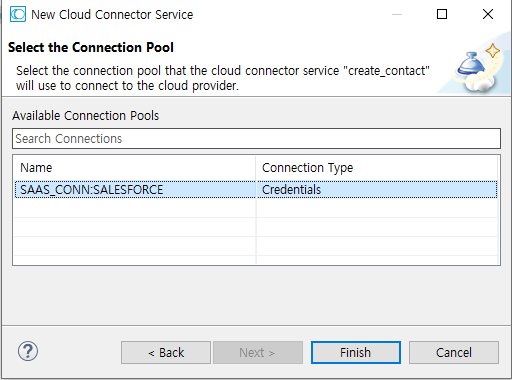 New Cloud Connector Service
Select the Connection Pool
Select the connection pool that the cloud connector service "create_contact"
will use to connect to the cloud provider.
Available Connection Pools
Search Connections
Name Connection Type
SAAS_CONN:SALESFORCE Credentials
? < Back Next > Finish Cancel